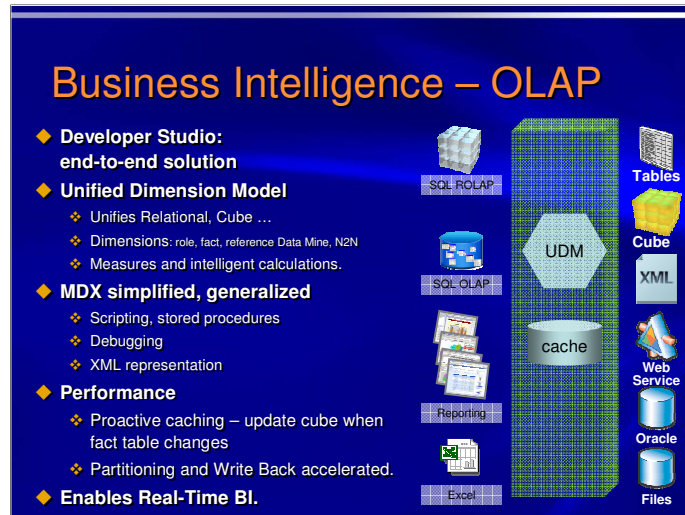 Business Intelligence – OLAP
Developer Studio:
end-to-end solution
Unified Dimension Model
Unifies Relational, Cube …
Dimensions: role, fact, reference Data Mine, N2N
Measures and intelligent calculations.
MDX simplified, generalized
Scripting, stored procedures
Debugging
XML representation
Performance
Proactive caching – update cube when
fact table changes
Partitioning and Write Back accelerated.
Enables Real-Time BI.
SQL ROLAP
SQL OLAP
Reporting
Excel
UDM
cache
Tables
Cube
XML
Web
Service
Oracle
Files